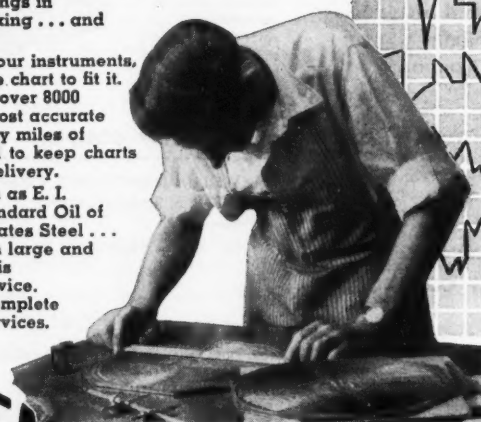 ngs in
king . . . and
our instruments,
e chart to fit it.
over 8000
ost accurate
y miles of
l to keep charts
elivery.
n as E. I.
ndard Oil of
ates Steel . . .
s large and
is
vice.
mplete
vices.